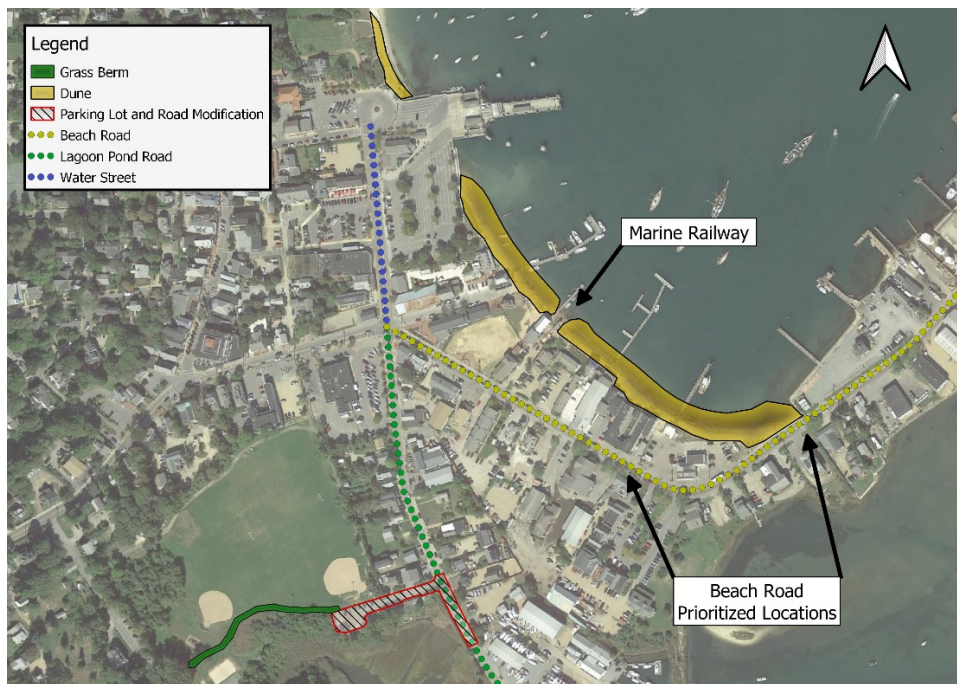 Legend
Grass Berm
Dune
Parking Lot and Road Modification
Beach Road
Lagoon Pond Road
Water Street
Marine Railway
Beach Road
Prioritized Locations